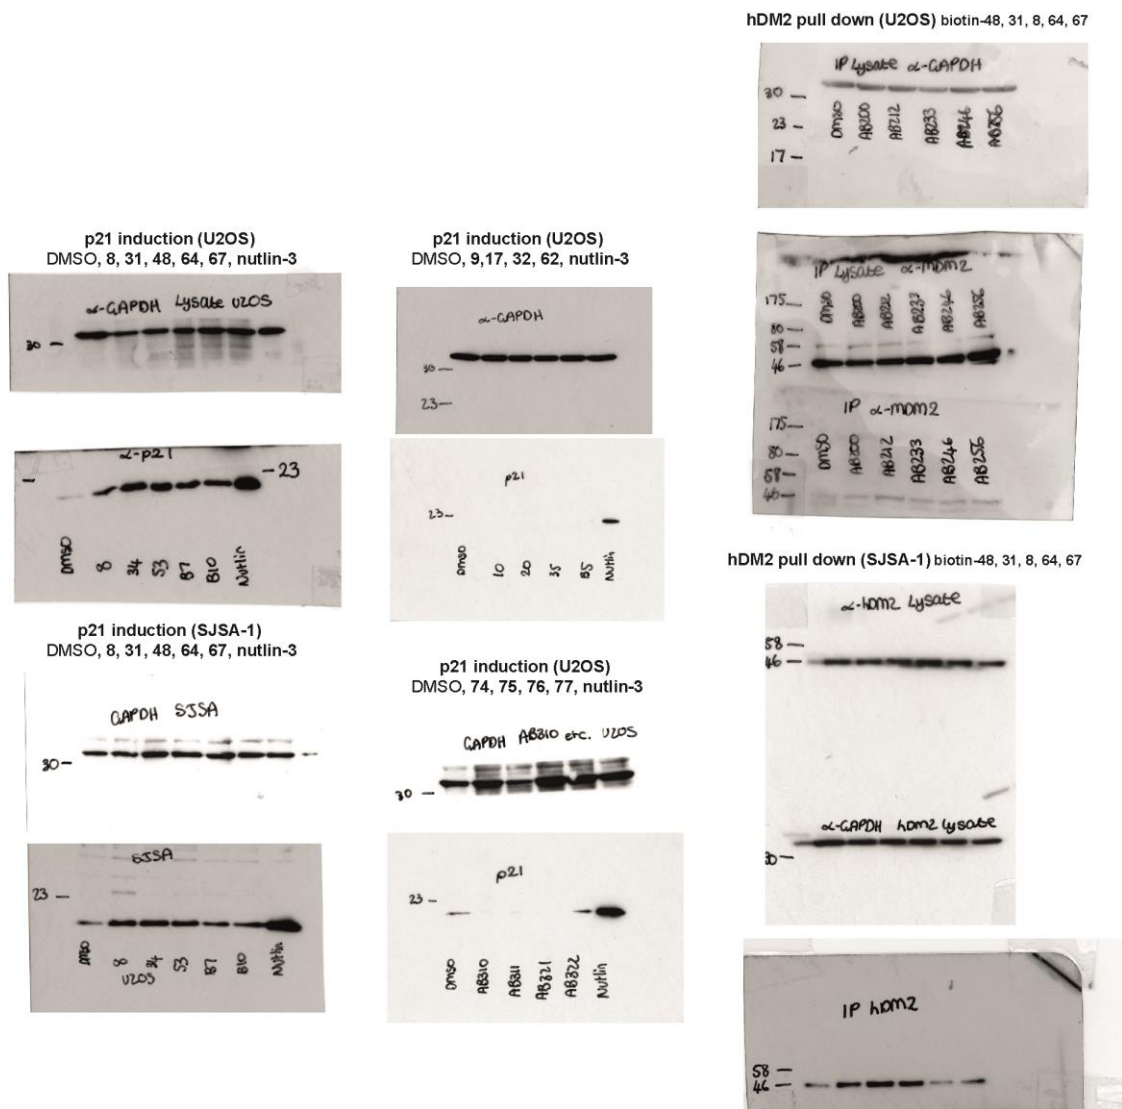 hDM2 pull down (U2OS) biotin-48, 31, 8, 64, 67
IP Lysate α-GAPDH
30
23
17
DMSO AB200 AB212 AB233 AB246 AB256
p21 induction (U2OS)
DMSO, 8, 31, 48, 64, 67, nutlin-3
α-GAPDH Lysate U2OS
30
α-p21
23
DMSO 8 34 53 B7 B10 Nutlin
p21 induction (SJSA-1)
DMSO, 8, 31, 48, 64, 67, nutlin-3
GAPDH SJSA
30
SJSA
23
DMSO 8 34 53 B7 B10 Nutlin
U2OS
p21 induction (U2OS)
DMSO, 9,17, 32, 62, nutlin-3
α-GAPDH
30
23
p21
23
DMSO 10 20 35 B5 Nutlin
p21 induction (U2OS)
DMSO, 74, 75, 76, 77, nutlin-3
GAPDH AB310 etc. U2OS
30
p21
23
DMSO AB310 AB311 AB321 AB322 Nutlin
IP Lysate α-MDM2
175
80
58
46
DMSO AB200 AB212 AB233 AB246 AB256
IP α-MDM2
175
80
58
46
DMSO AB200 AB212 AB233 AB246 AB256
hDM2 pull down (SJSA-1) biotin-48, 31, 8, 64, 67
α-hDM2 Lysate
58
46
α-GAPDH hDM2 Lysate
30
IP hDM2
58
46